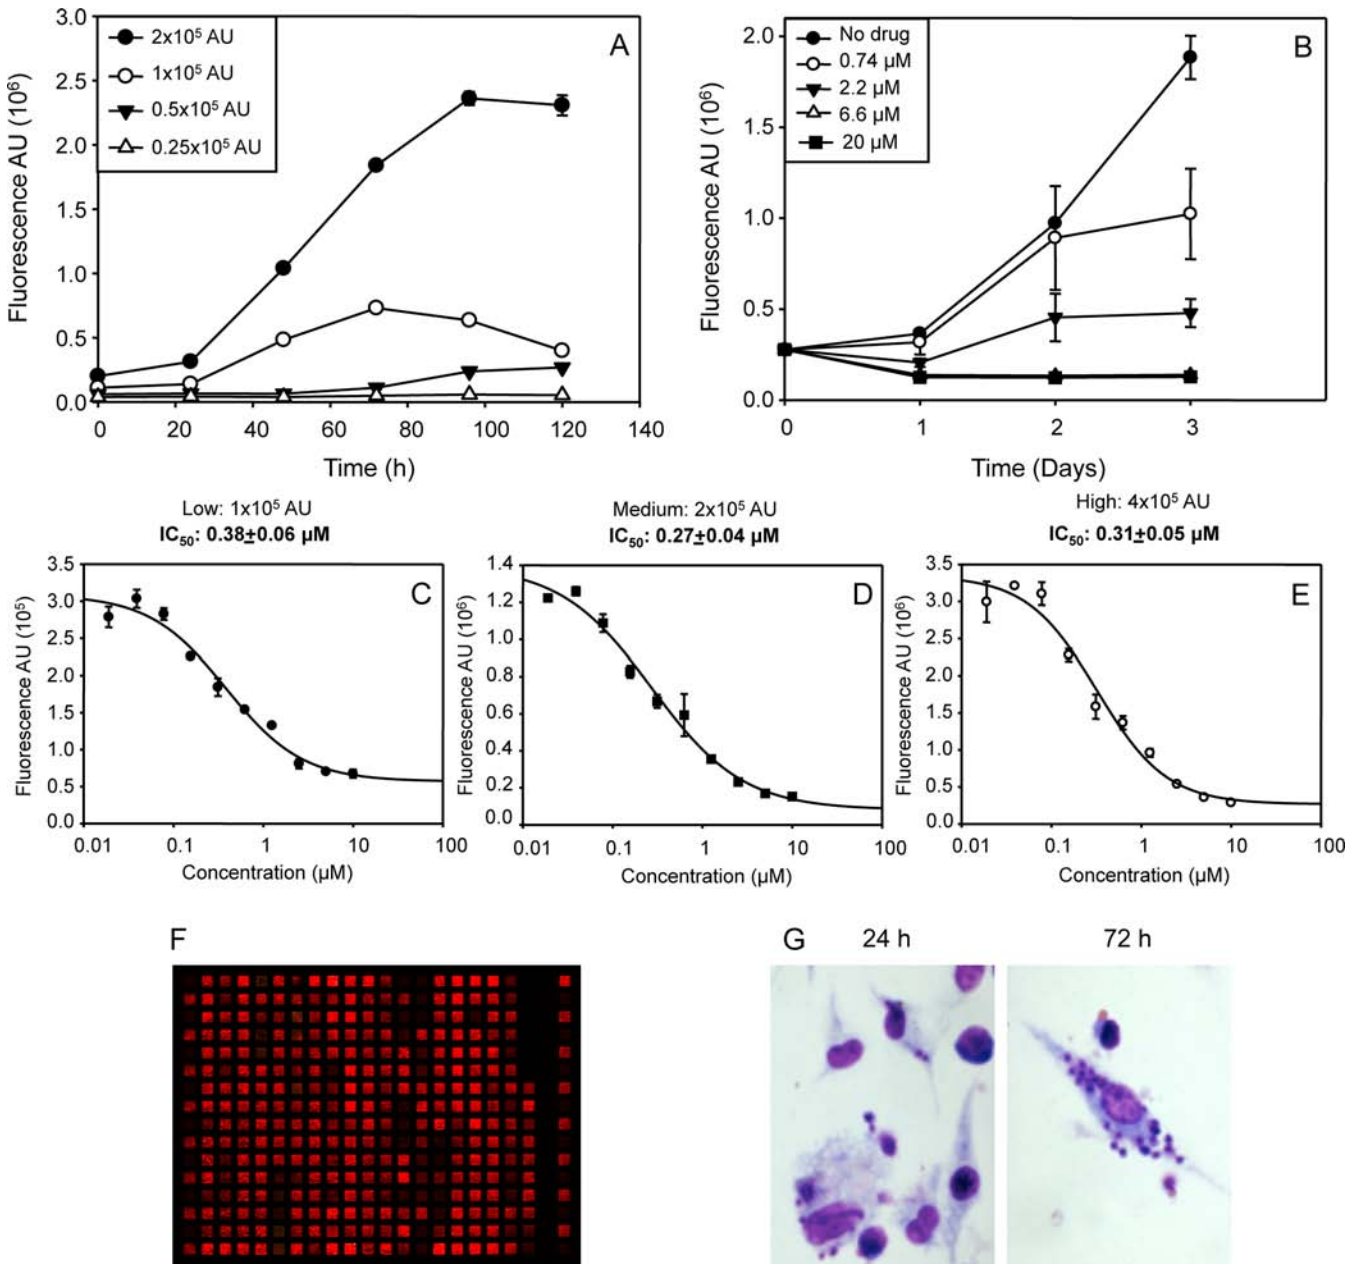 A
3.0
2.5
2.0
1.5
1.0
0.5
0.0
Fluorescence AU (10⁶)
2x10⁵ AU
1x10⁵ AU
0.5x10⁵ AU
0.25x10⁵ AU
0 20 40 60 80 100 120 140
Time (h)
B
2.0
1.5
1.0
0.5
0.0
Fluorescence AU (10⁶)
No drug
0.74 µM
2.2 µM
6.6 µM
20 µM
0 1 2 3
Time (Days)
Low: 1x10⁵ AU
IC₅₀: 0.38±0.06 µM
C
3.5
3.0
2.5
2.0
1.5
1.0
0.5
0.0
Fluorescence AU (10⁵)
0.01 0.1 1 10 100
Concentration (µM)
Medium: 2x10⁵ AU
IC₅₀: 0.27±0.04 µM
D
1.4
1.2
1.0
0.8
0.6
0.4
0.2
0.0
Fluorescence AU (10⁶)
0.01 0.1 1 10 100
Concentration (µM)
High: 4x10⁵ AU
IC₅₀: 0.31±0.05 µM
E
3.5
3.0
2.5
2.0
1.5
1.0
0.5
0.0
Fluorescence AU (10⁶)
0.01 0.1 1 10 100
Concentration (µM)
F
G
24 h
72 h